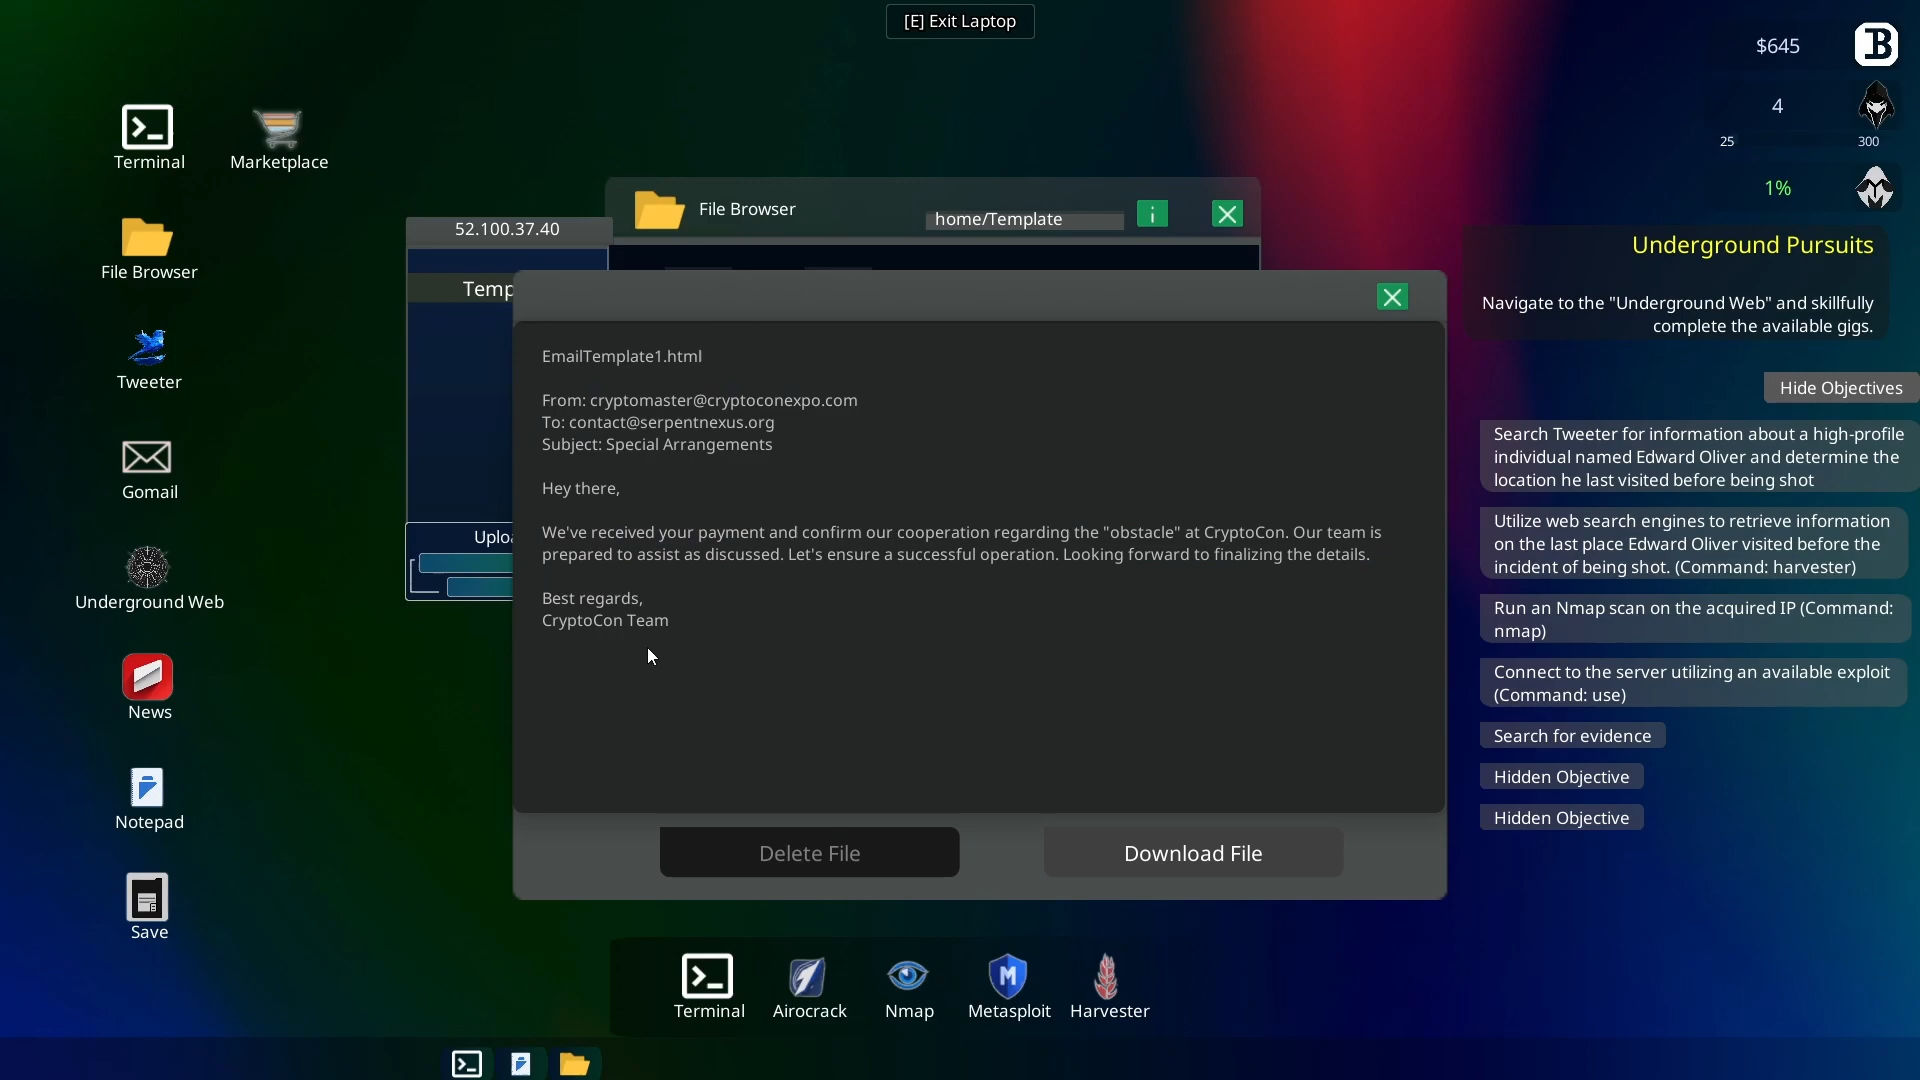 [E] Exit Laptop
$645
4
25
300
1%
Terminal
Marketplace
File Browser
Tweeter
Gomail
Underground Web
News
Notepad
Save
52.100.37.40
File Browser
home/Template
i
Temp
Uploa
EmailTemplate1.html
From: cryptomaster@cryptoconexpo.com
To: contact@serpentnexus.org
Subject: Special Arrangements
Hey there,
We've received your payment and confirm our cooperation regarding the "obstacle" at CryptoCon. Our team is
prepared to assist as discussed. Let's ensure a successful operation. Looking forward to finalizing the details.
Best regards,
CryptoCon Team
Delete File
Download File
Underground Pursuits
Navigate to the "Underground Web" and skillfully
complete the available gigs.
Hide Objectives
Search Tweeter for information about a high-profile
individual named Edward Oliver and determine the
location he last visited before being shot
Utilize web search engines to retrieve information
on the last place Edward Oliver visited before the
incident of being shot. (Command: harvester)
Run an Nmap scan on the acquired IP (Command:
nmap)
Connect to the server utilizing an available exploit
(Command: use)
Search for evidence
Hidden Objective
Hidden Objective
Terminal
Airocrack
Nmap
Metasploit
Harvester